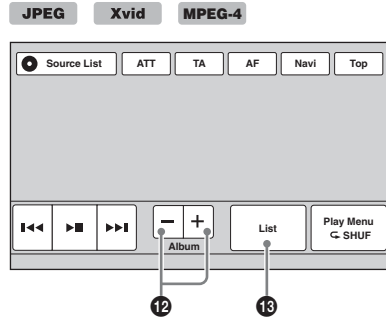 JPEG Xvid MPEG-4
Source List ATT TA AF Navi Top
List Play Menu
SHUF
Album
12 13